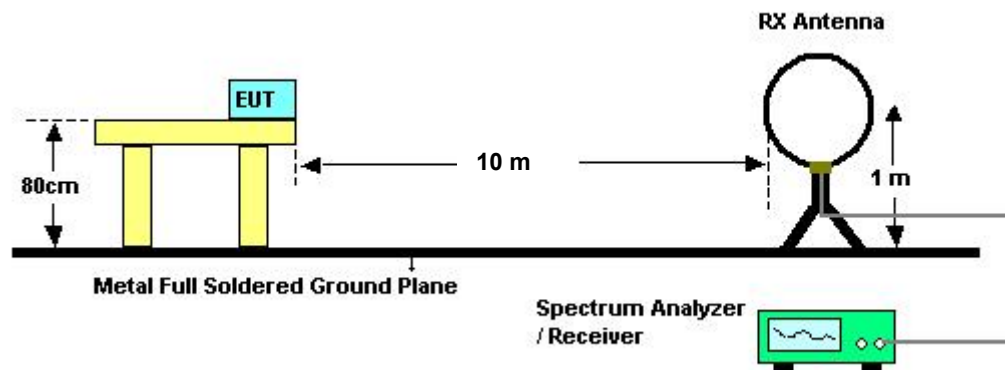 RX Antenna
EUT
10 m
80cm
1 m
Metal Full Soldered Ground Plane
Spectrum Analyzer
/ Receiver